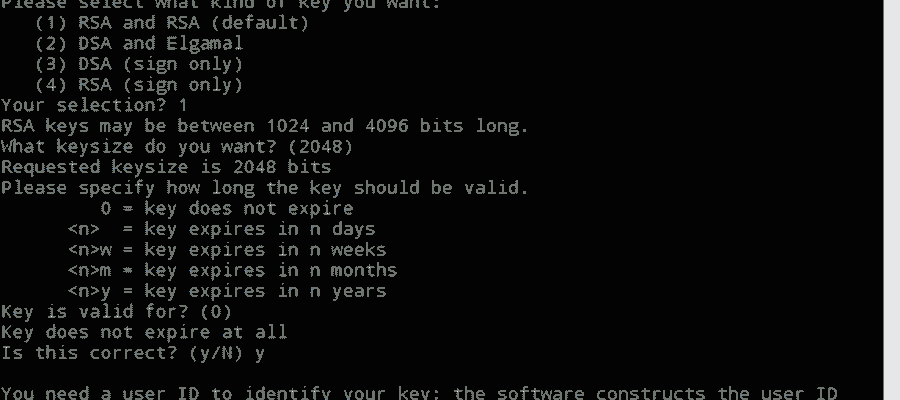 Please select what kind of key you want:
   (1) RSA and RSA (default)
   (2) DSA and Elgamal
   (3) DSA (sign only)
   (4) RSA (sign only)
Your selection? 1
RSA keys may be between 1024 and 4096 bits long.
What keysize do you want? (2048)
Requested keysize is 2048 bits
Please specify how long the key should be valid.
         0 = key does not expire
      <n>  = key expires in n days
      <n>w = key expires in n weeks
      <n>m = key expires in n months
      <n>y = key expires in n years
Key is valid for? (0)
Key does not expire at all
Is this correct? (y/N) y
You need a user ID to identify your key; the software constructs the user ID